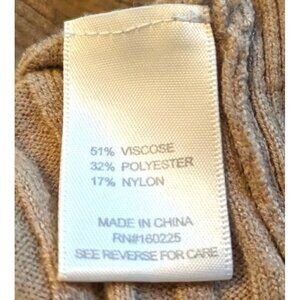 51% VISCOSE
32% POLYESTER
17% NYLON
MADE IN CHINA
RN#160225
SEE REVERSE FOR CARE